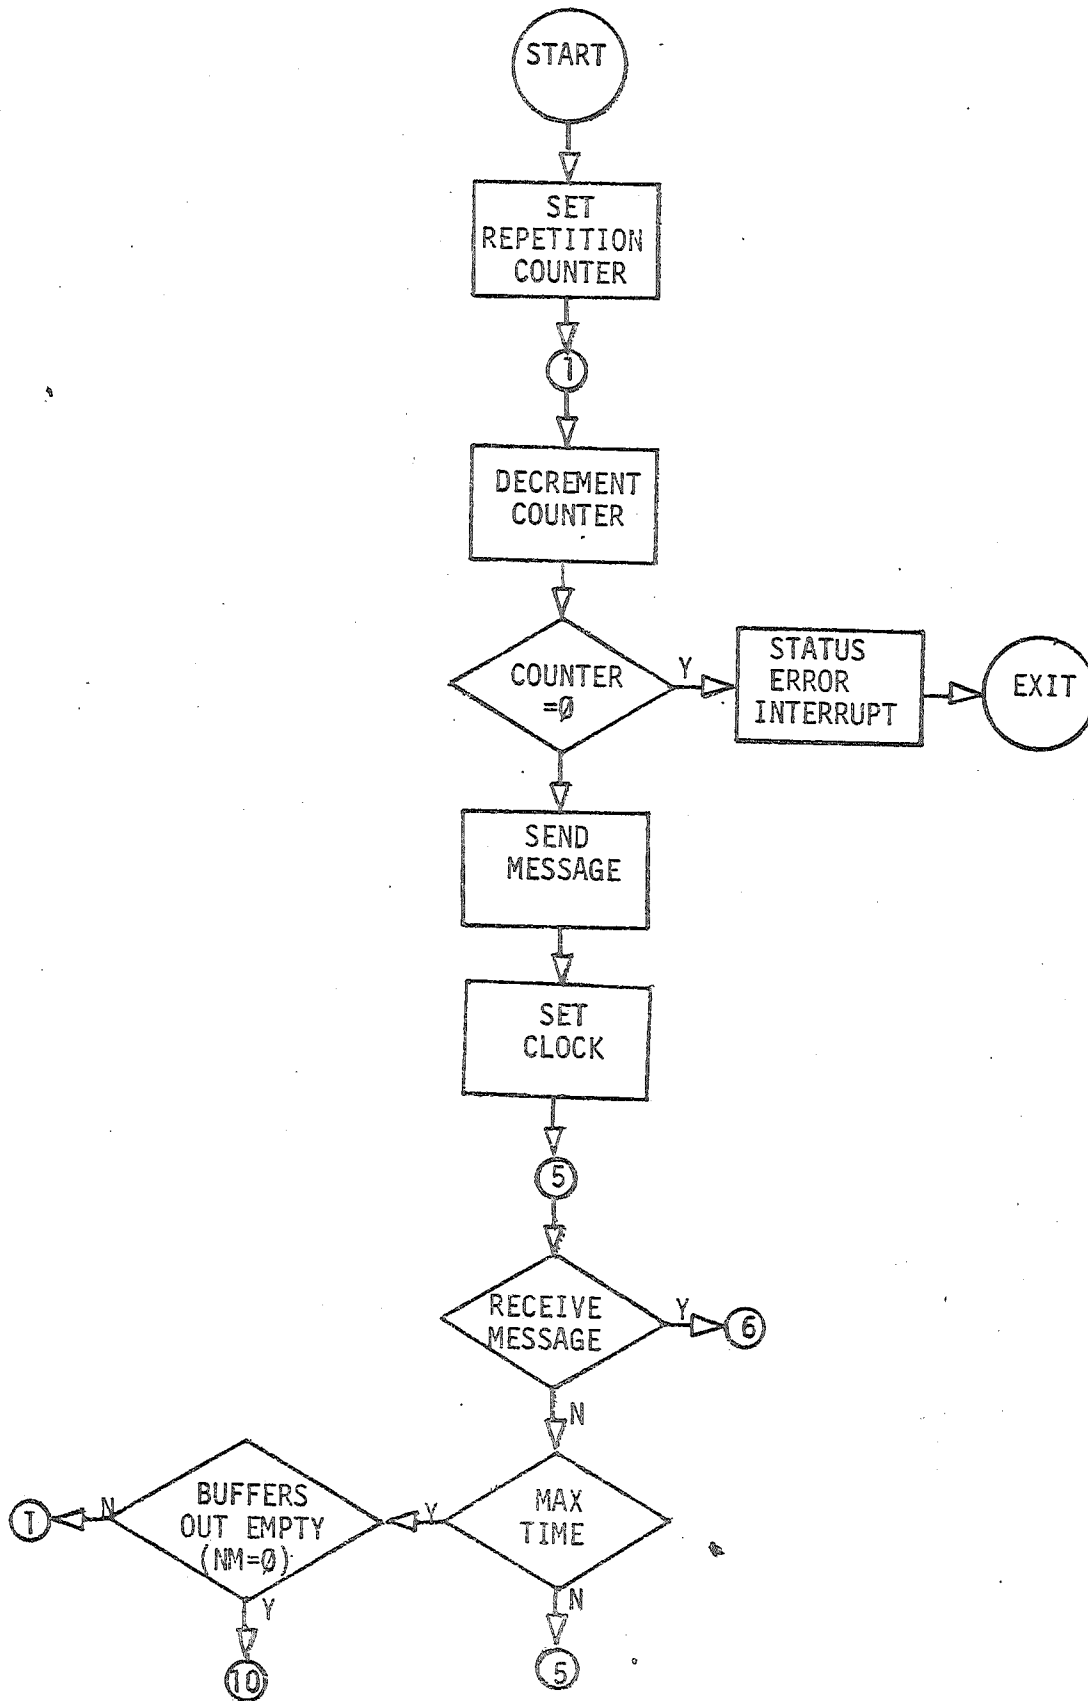 START
SET
REPETITION
COUNTER
1
DECREMENT
COUNTER
COUNTER
=Ø
Y
STATUS
ERROR
INTERRUPT
EXIT
SEND
MESSAGE
SET
CLOCK
5
RECEIVE
MESSAGE
Y
6
N
MAX
TIME
Y
BUFFERS
OUT EMPTY
(NM=Ø)
N
1
Y
10
N
5